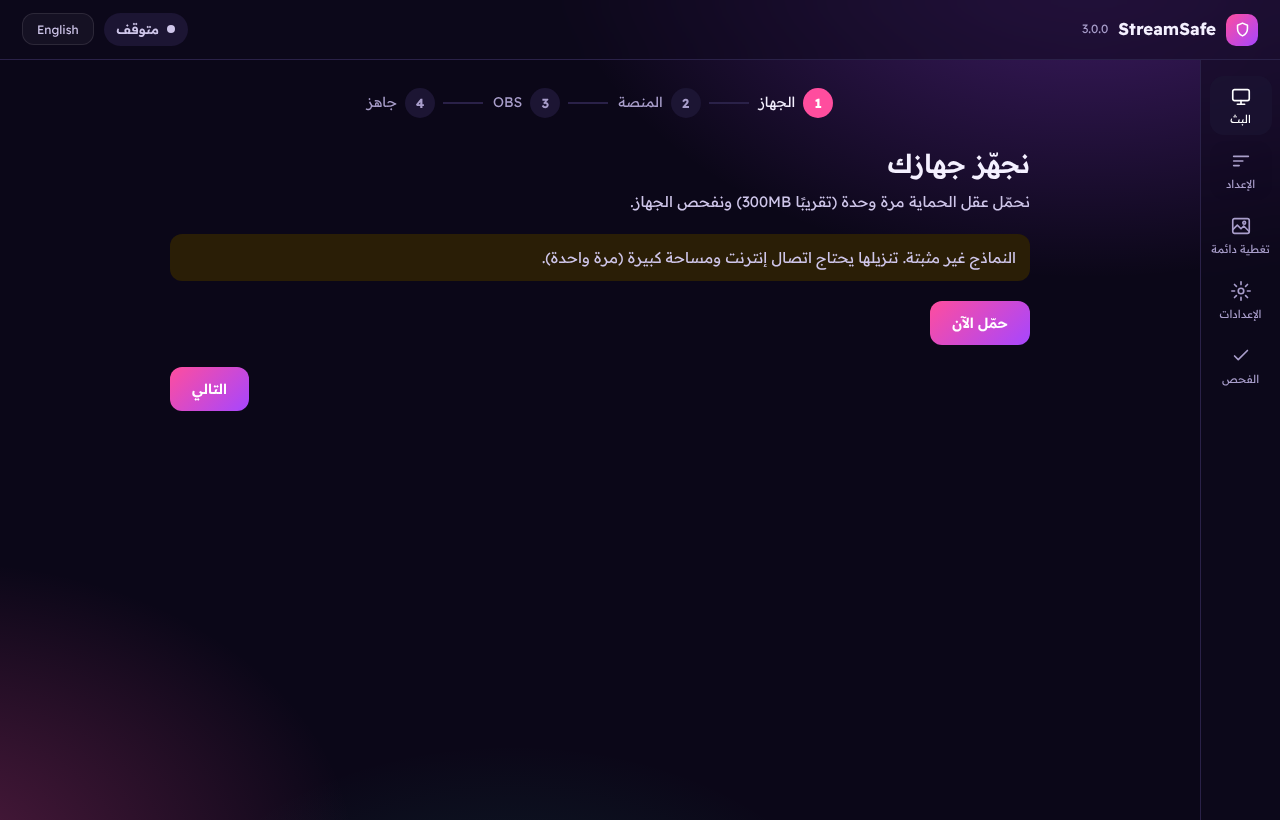 StreamSafe 3.0.0
متوقف
English
البث
الإعداد
تغطية دائمة
الإعدادات
الفحص
1 الجهاز
2 المنصة
3 OBS
4 جاهز
نجهّز جهازك
نحمّل عقل الحماية مرة وحدة (تقريبًا 300MB) ونفحص الجهاز.
النماذج غير مثبتة. تنزيلها يحتاج اتصال إنترنت ومساحة كبيرة (مرة واحدة).
حمّل الآن
التالي